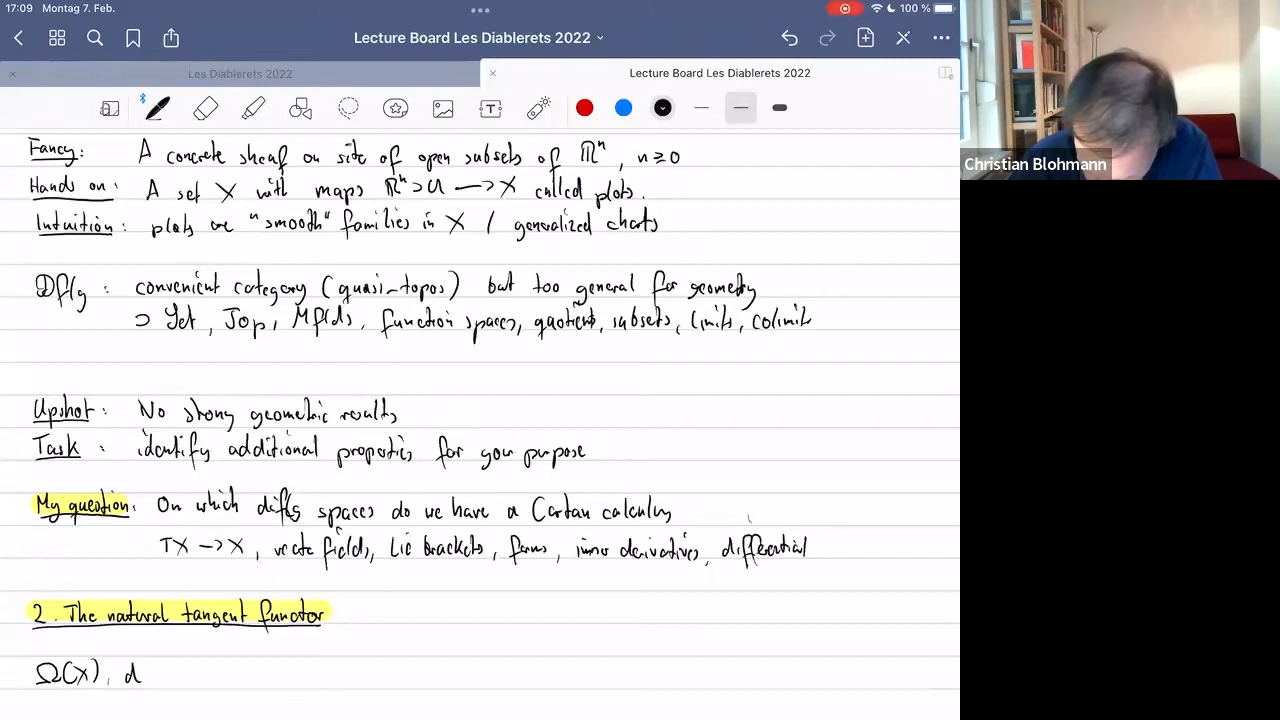 17:09 Montag 7. Feb.
100 %
Lecture Board Les Diablerets 2022
Les Diablerets 2022
Lecture Board Les Diablerets 2022
Fancy: A concrete sheaf on site of open subsets of ℝⁿ, n≥0
Hands on: A set X with maps ℝⁿ ⊃ U → X called plots.
Intuition: plots are "smooth" families in X / generalized charts
Dflg: convenient category (quasi-topos) but too general for geometry
⊃ Set, Top, Mflds, function spaces, quotients, subsets, limits, colimits
Upshot: No strong geometric results
Task: identify additional properties for your purpose
My question: On which difflg spaces do we have a Cartan calculus
TX → X, vector fields, Lie brackets, forms, inner derivatives, differential
2. The natural tangent functor
Ω(X), d
Christian Blohmann